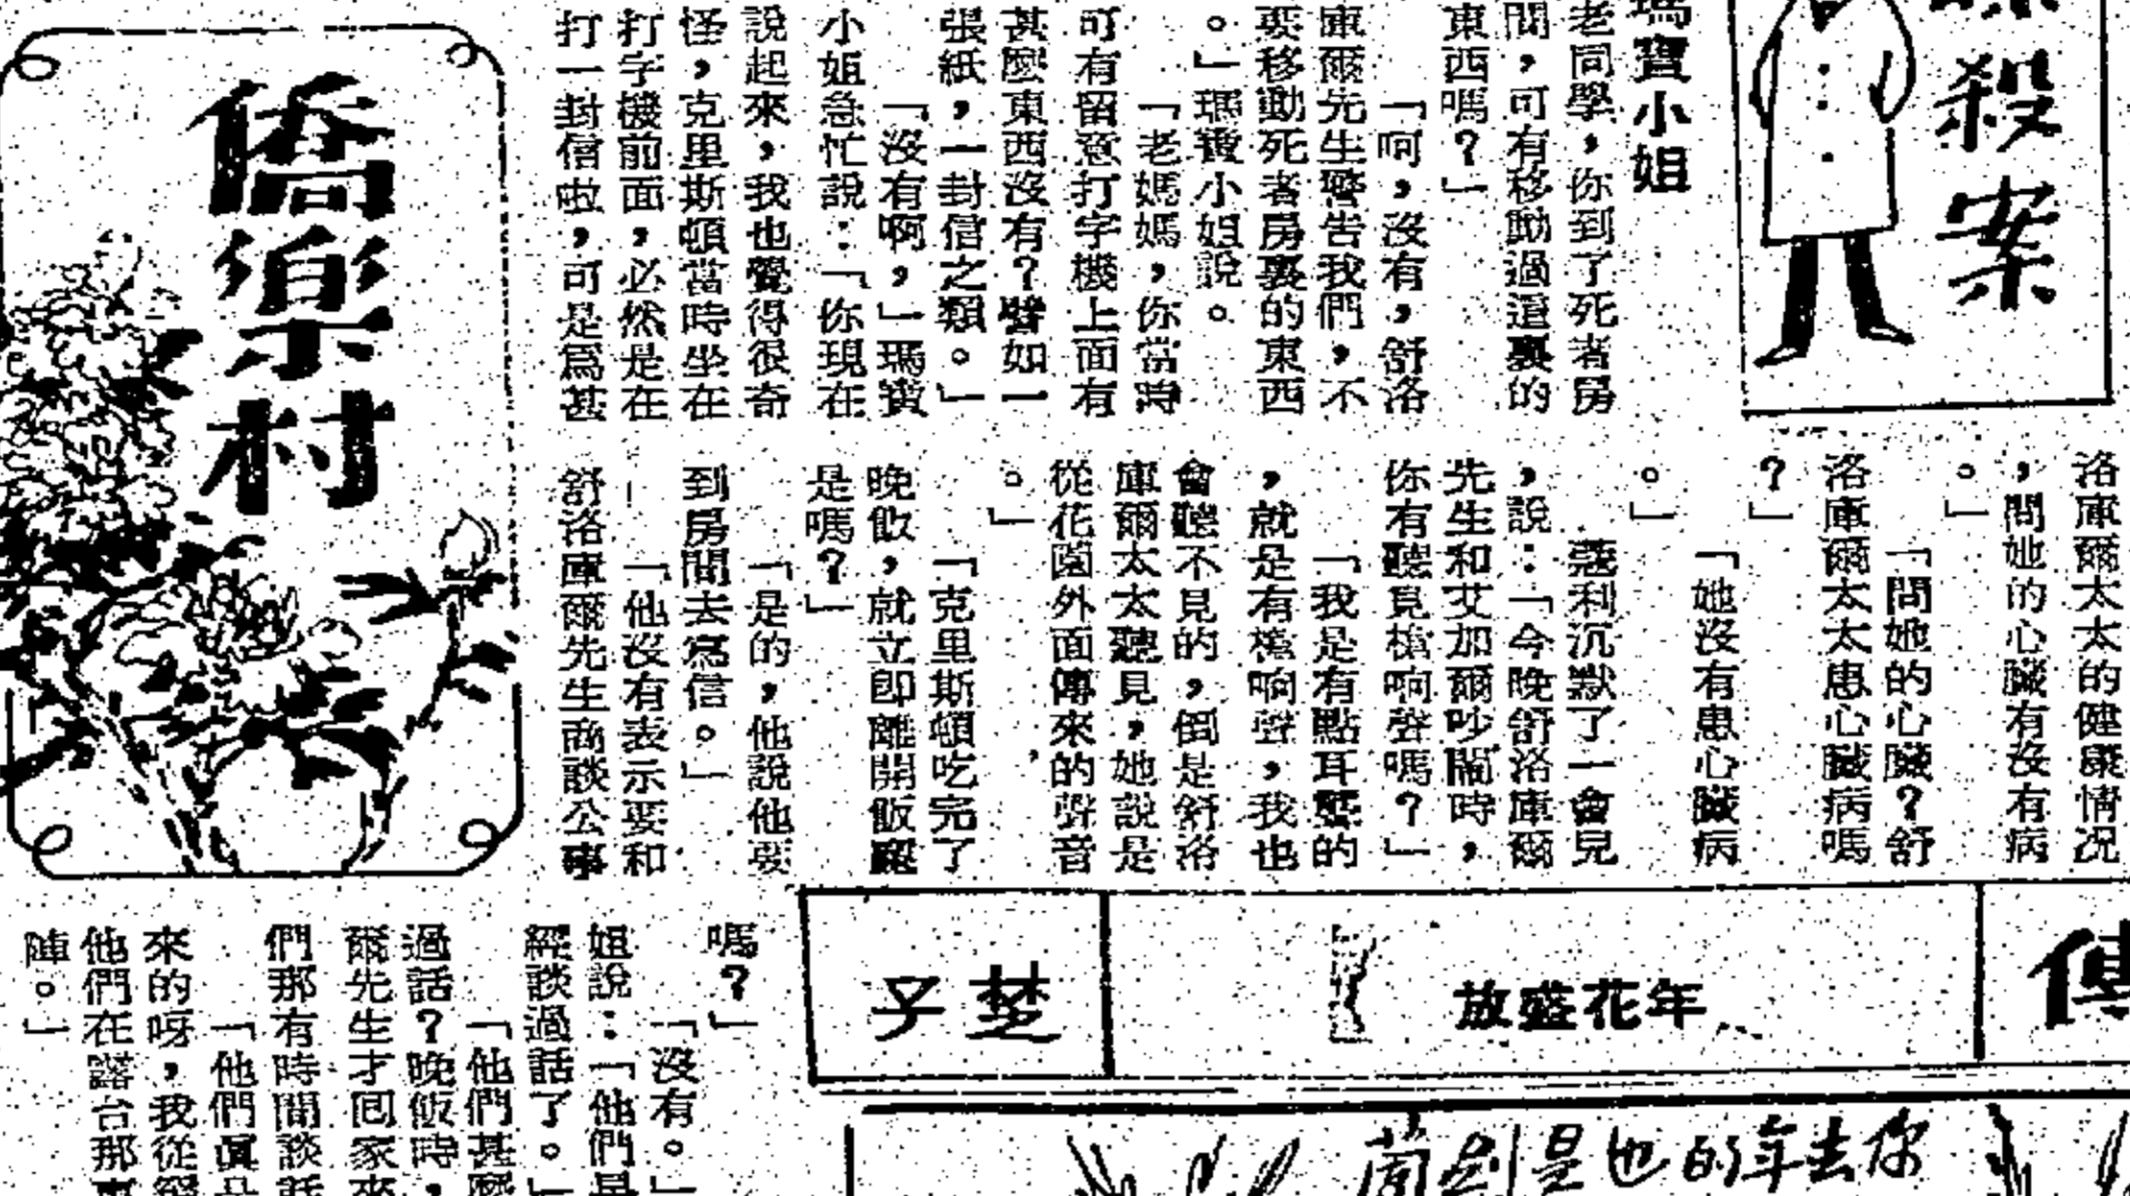 殺案
瑪寶小姐
老同學，你到了死者房
間，可有移動過這裏的
東西嗎？」
「呵，沒有，舒洛
庫爾先生警告我們，不
要移動死者房裏的東西
。」瑪寶小姐說。
「老媽媽，你當時
可有留意打字機上面有
甚麼東西沒有？譬如一
張紙，一封信之類。」
「沒有啊，」瑪寶
小姐急忙說：「你現在
說起來，我也覺得很奇
怪，克里斯頓當時坐在
打字機前面，必然是在
打一封信啦，可是爲甚
僑樂村
洛庫爾太太的健康情况
，問她的心臟有沒有病
。」
「問她的心臟？舒
洛庫爾太太患心臟病嗎
？」
「她沒有患心臟病
。」
蔻利沉默了一會見
，說：「今晚舒洛庫爾
先生和艾加爾吵鬧時，
你有聽見槍响聲嗎？」
「我是有點耳聾的
，就是有槍响聲，我也
會聽不見的，倒是舒洛
庫爾太太聽見，她說是
從花園外面傳來的聲音
。」
「克里斯頓吃完了
晚飯，就立卽離開飯廳
是嗎？」
「是的，他說他要
到房間去寫信。」
「他沒有表示要和
舒洛庫爾先生商談公事
嗎？」
「沒有。」
姐說：「他們是
經談過話了。」
「他們甚麼
過話？晚飯時，
爾先生才囘家來
們那有時間談話
「他們眞是
來的呀，我從
他們在露台那
陣。」
傳
年花盛放
楚子
你去年的也是